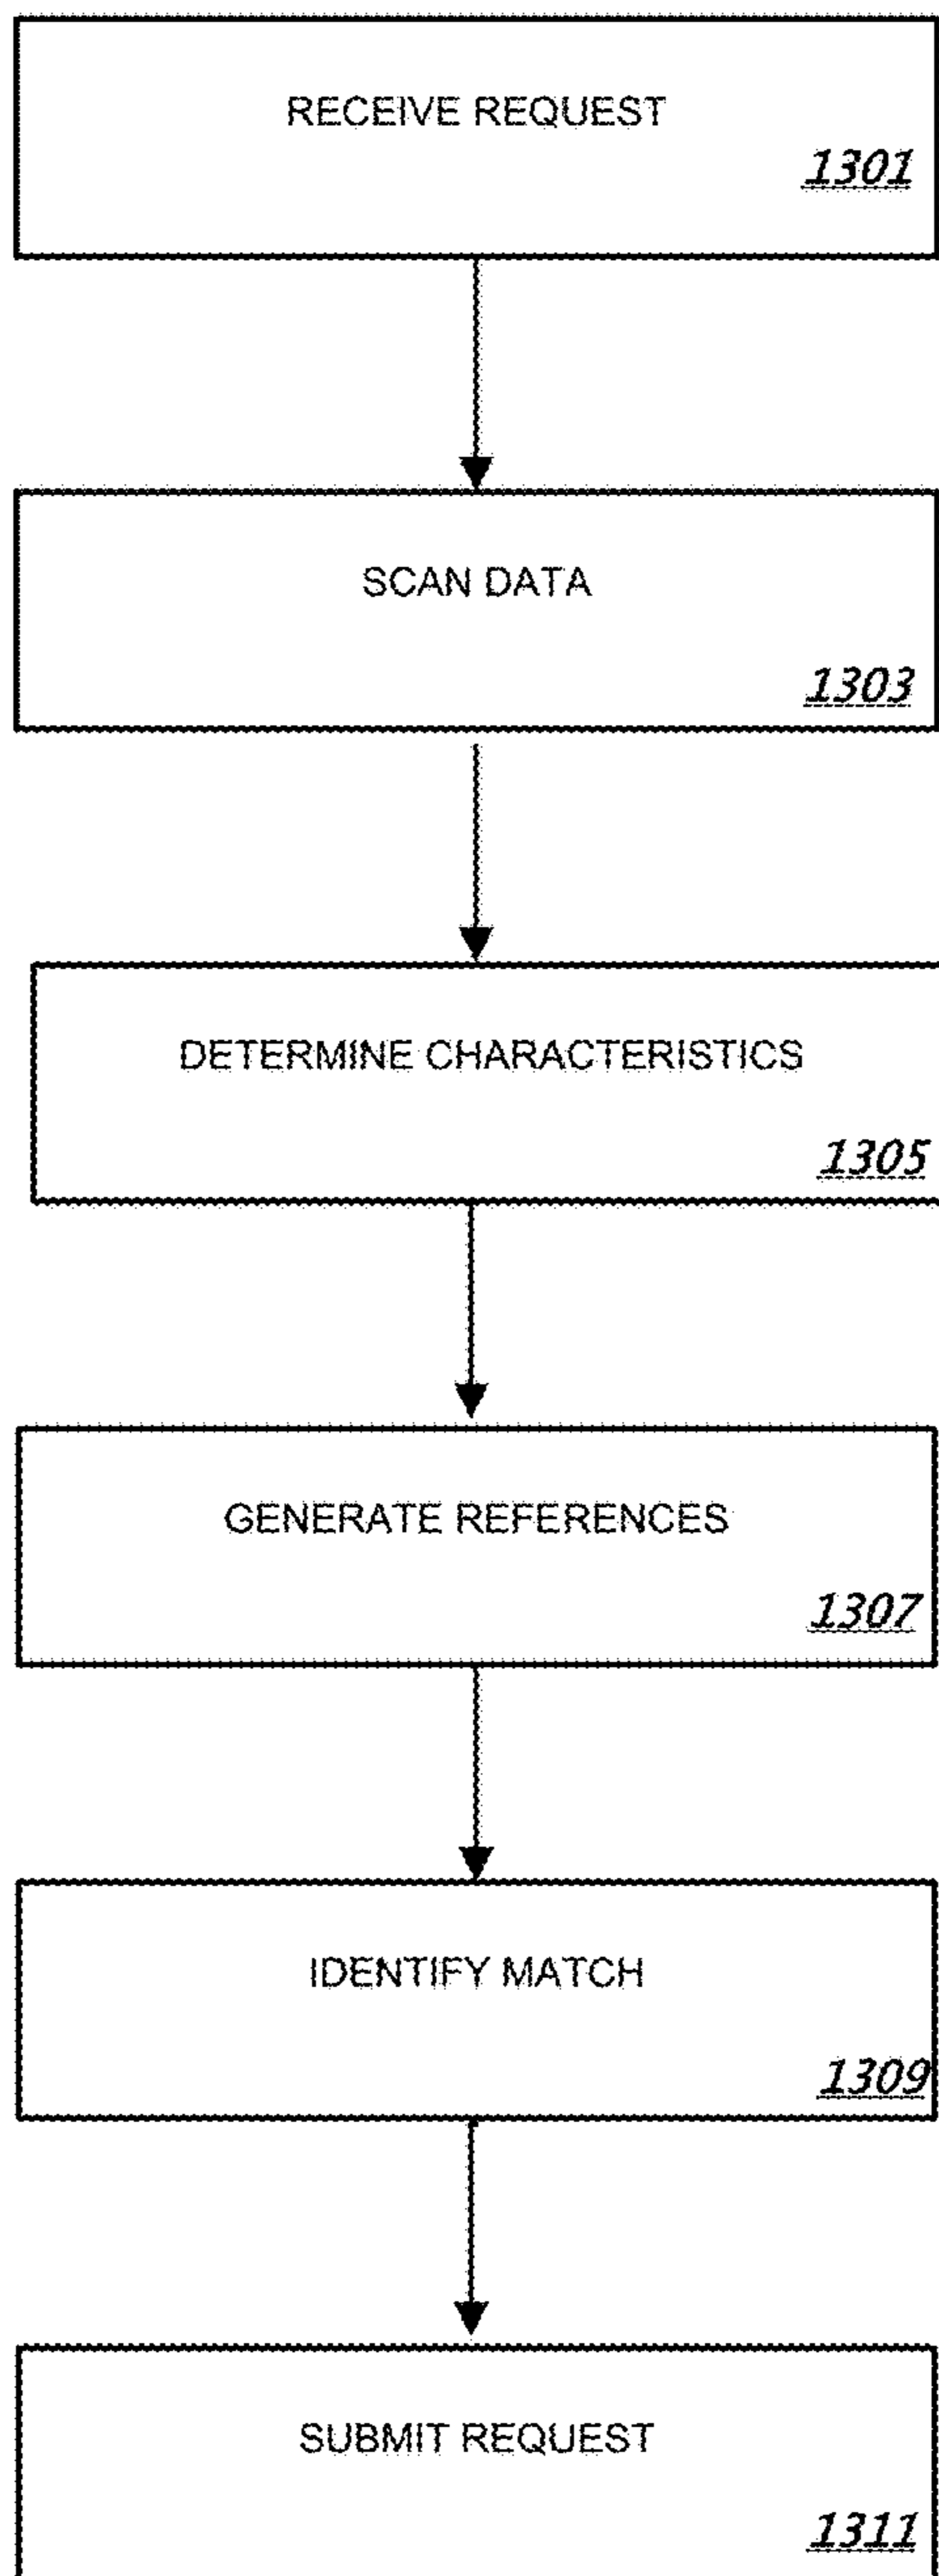 RECEIVE REQUEST
1301
SCAN DATA
1303
DETERMINE CHARACTERISTICS
1305
GENERATE REFERENCES
1307
IDENTIFY MATCH
1309
SUBMIT REQUEST
1311